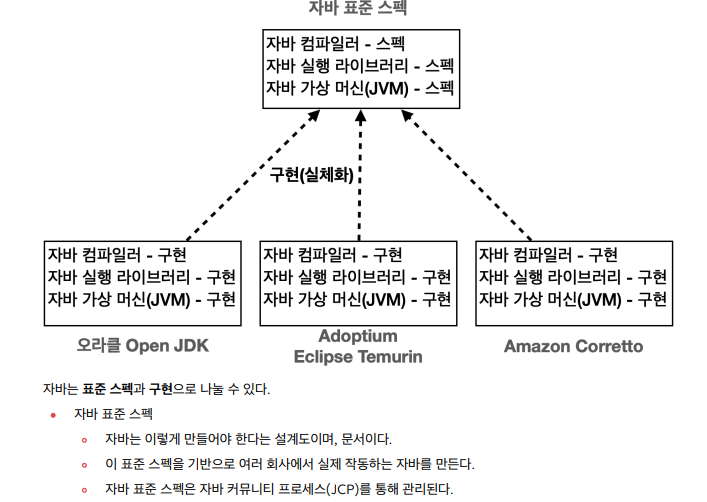 자바 표준 스펙
자바 컴파일러 - 스펙
자바 실행 라이브러리 - 스펙
자바 가상 머신(JVM) - 스펙
구현(실체화)
자바 컴파일러 - 구현
자바 실행 라이브러리 - 구현
자바 가상 머신(JVM) - 구현
오라클 Open JDK
자바 컴파일러 - 구현
자바 실행 라이브러리 - 구현
자바 가상 머신(JVM) - 구현
Adoptium
Eclipse Temurin
자바 컴파일러 - 구현
자바 실행 라이브러리 - 구현
자바 가상 머신(JVM) - 구현
Amazon Corretto
자바는 표준 스펙과 구현으로 나눌 수 있다.
자바 표준 스펙
자바는 이렇게 만들어야 한다는 설계도이며, 문서이다.
이 표준 스펙을 기반으로 여러 회사에서 실제 작동하는 자바를 만든다.
자바 표준 스펙은 자바 커뮤니티 프로세스(JCP)를 통해 관리된다.